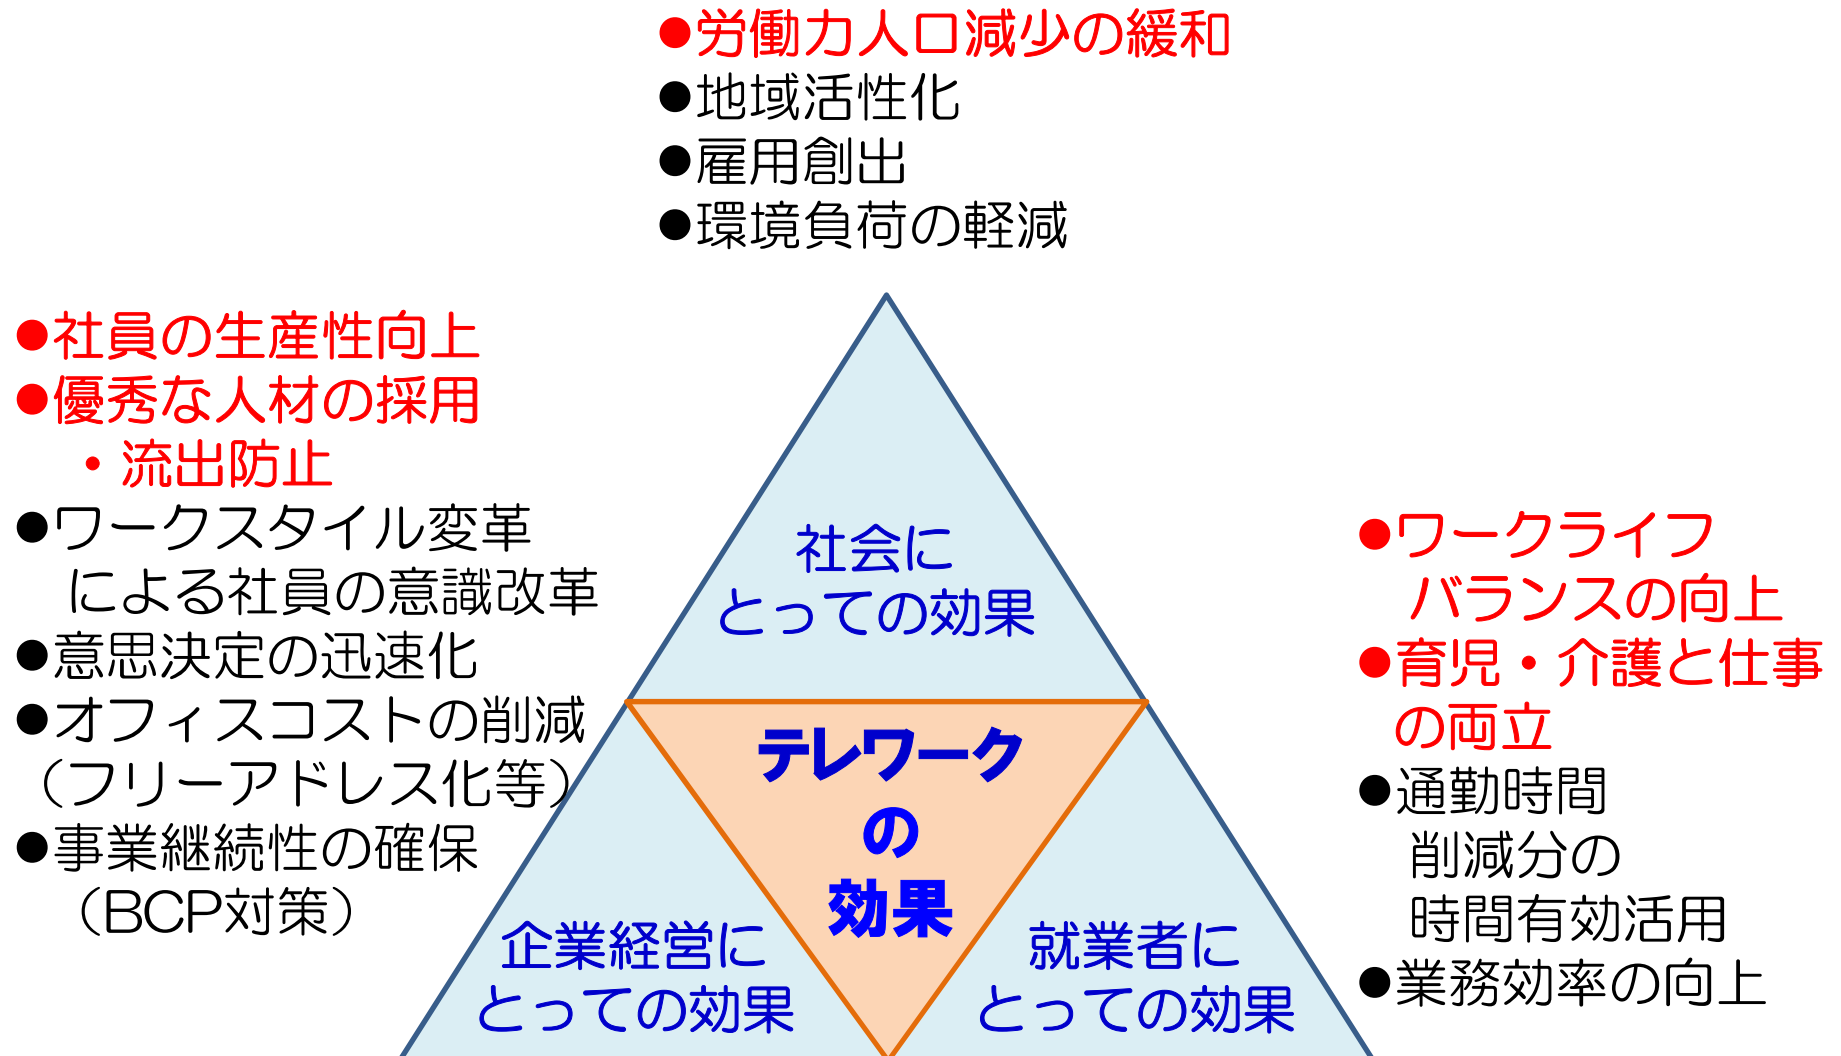 ●労働力人口減少の緩和
●地域活性化
●雇用創出
●環境負荷の軽減
●社員の生産性向上
●優秀な人材の採用
・流出防止
●ワークスタイル変革
による社員の意識改革
●意思決定の迅速化
●オフィスコストの削減
（フリーアドレス化等）
●事業継続性の確保
（BCP対策）
社会に
とっての効果
テレワーク
の
効果
企業経営に
とっての効果
就業者に
とっての効果
●ワークライフ
バランスの向上
●育児・介護と仕事
の両立
●通勤時間
削減分の
時間有効活用
●業務効率の向上